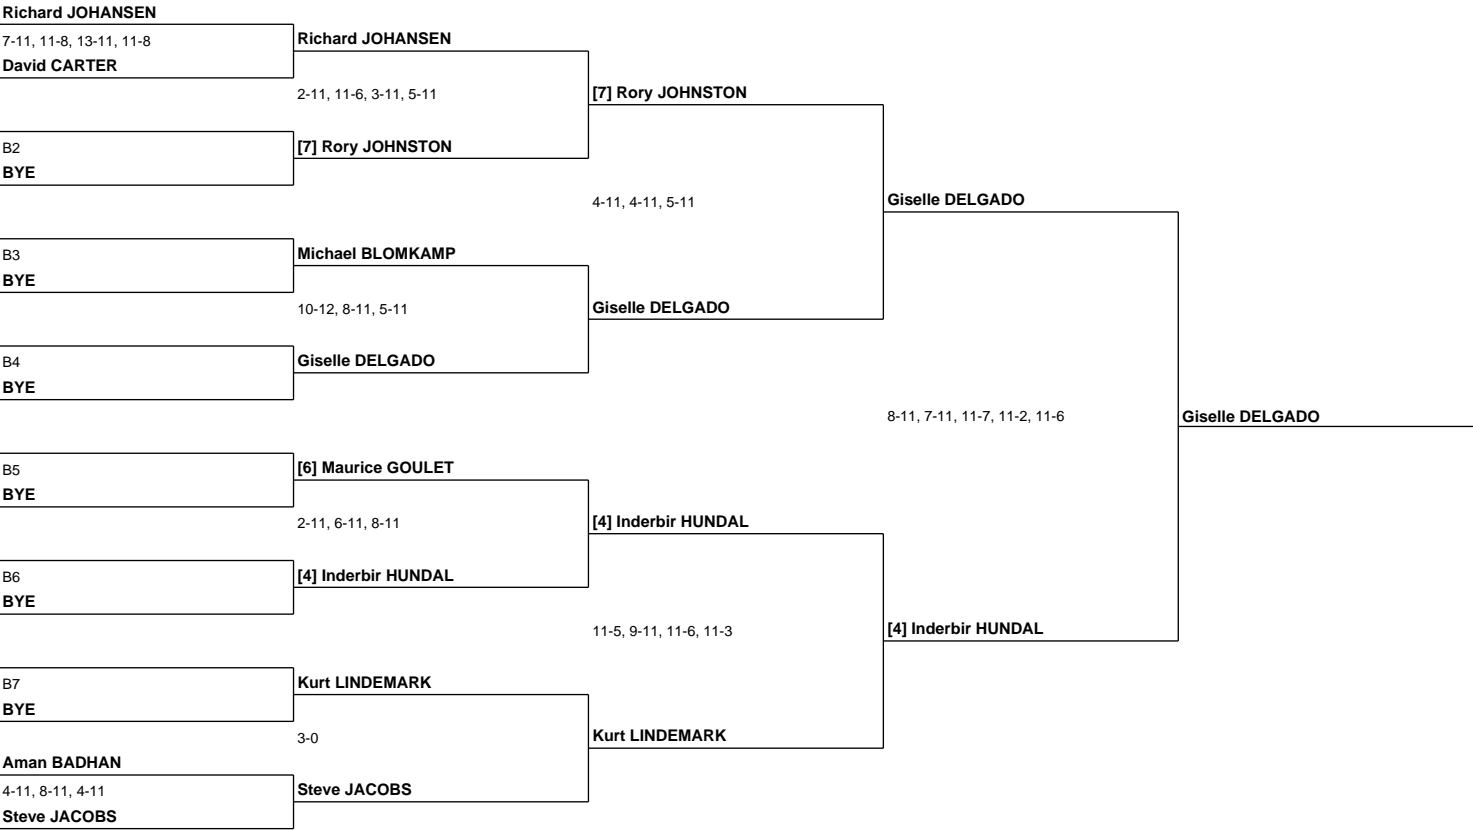 Richard JOHANSEN
7-11, 11-8, 13-11, 11-8
David CARTER
B2
BYE
B3
BYE
B4
BYE
B5
BYE
B6
BYE
B7
BYE
Aman BADHAN
4-11, 8-11, 4-11
Steve JACOBS
Richard JOHANSEN
2-11, 11-6, 3-11, 5-11
[7] Rory JOHNSTON
Michael BLOMKAMP
10-12, 8-11, 5-11
Giselle DELGADO
[6] Maurice GOULET
2-11, 6-11, 8-11
[4] Inderbir HUNDAL
Kurt LINDEMARK
3-0
Steve JACOBS
[7] Rory JOHNSTON
4-11, 4-11, 5-11
Giselle DELGADO
[4] Inderbir HUNDAL
11-5, 9-11, 11-6, 11-3
Kurt LINDEMARK
Giselle DELGADO
8-11, 7-11, 11-7, 11-2, 11-6
[4] Inderbir HUNDAL
Giselle DELGADO